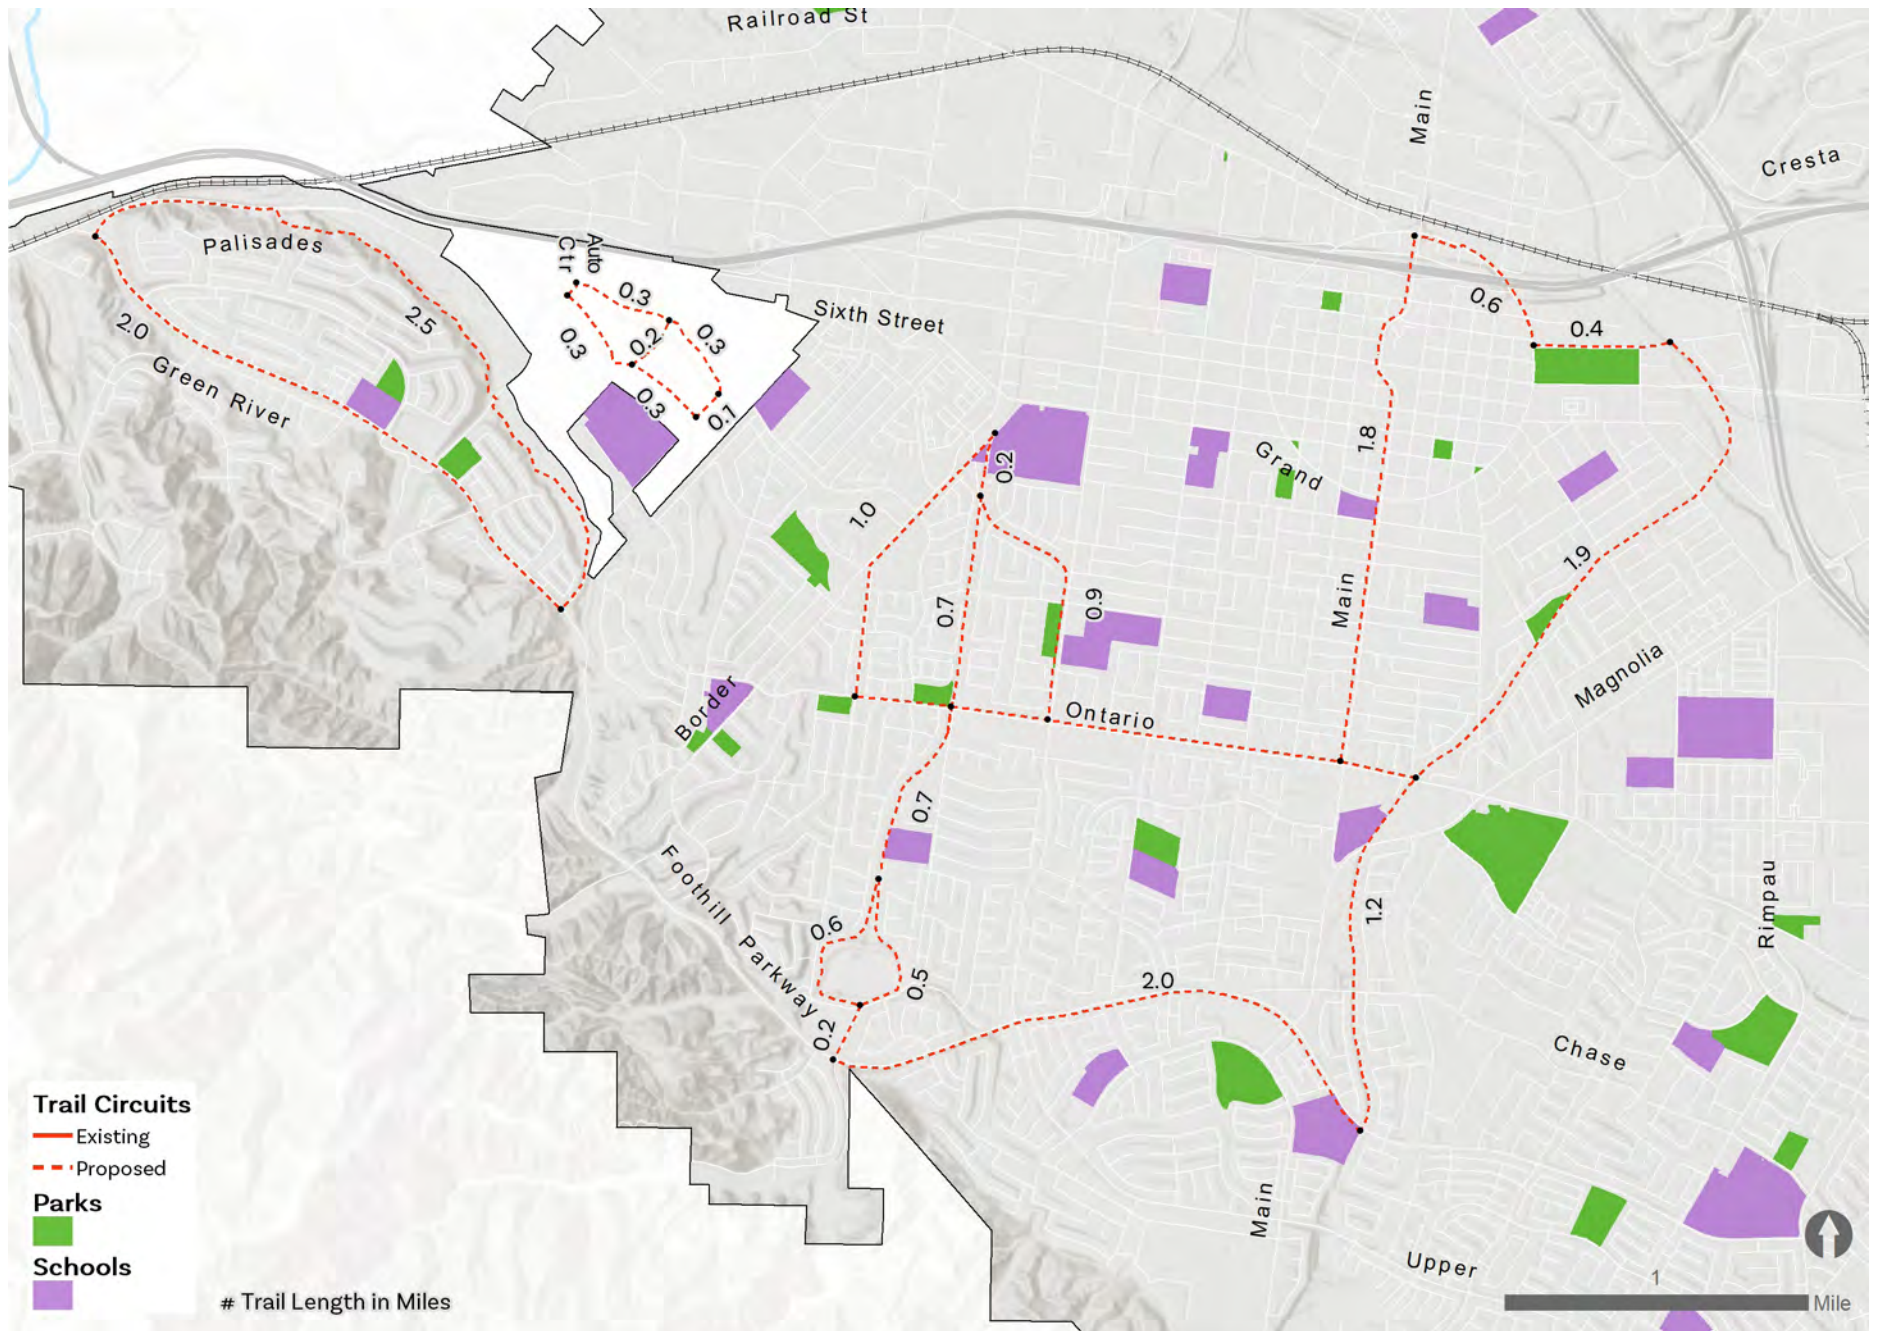 Railroad St
Main
Cresta
Palisades
Auto
Ctr
0.3
2.0
2.5
0.3
0.2
0.3
Sixth Street
0.6
0.4
Green River
0.3
0.1
1.8
Grand
0.2
1.0
1.9
0.7
0.9
Main
Magnolia
Border
Ontario
0.7
Foothill Parkway
1.2
Rimpau
0.6
0.5
2.0
0.2
Chase
Main
Upper
Trail Circuits
Existing
Proposed
Parks
Schools
# Trail Length in Miles
1
Mile